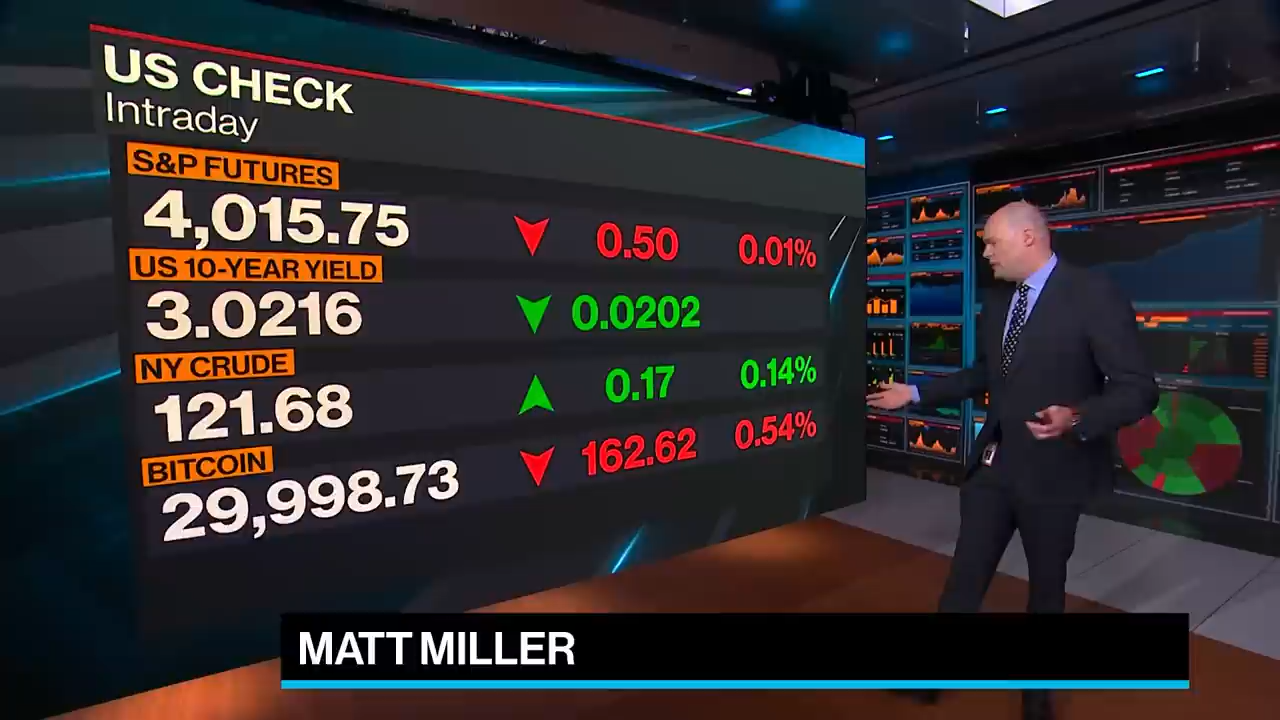 US CHECK
Intraday
S&P FUTURES
4,015.75 0.50 0.01%
US 10-YEAR YIELD
3.0216 0.0202
NY CRUDE
121.68 0.17 0.14%
BITCOIN
29,998.73 162.62 0.54%
MATT MILLER